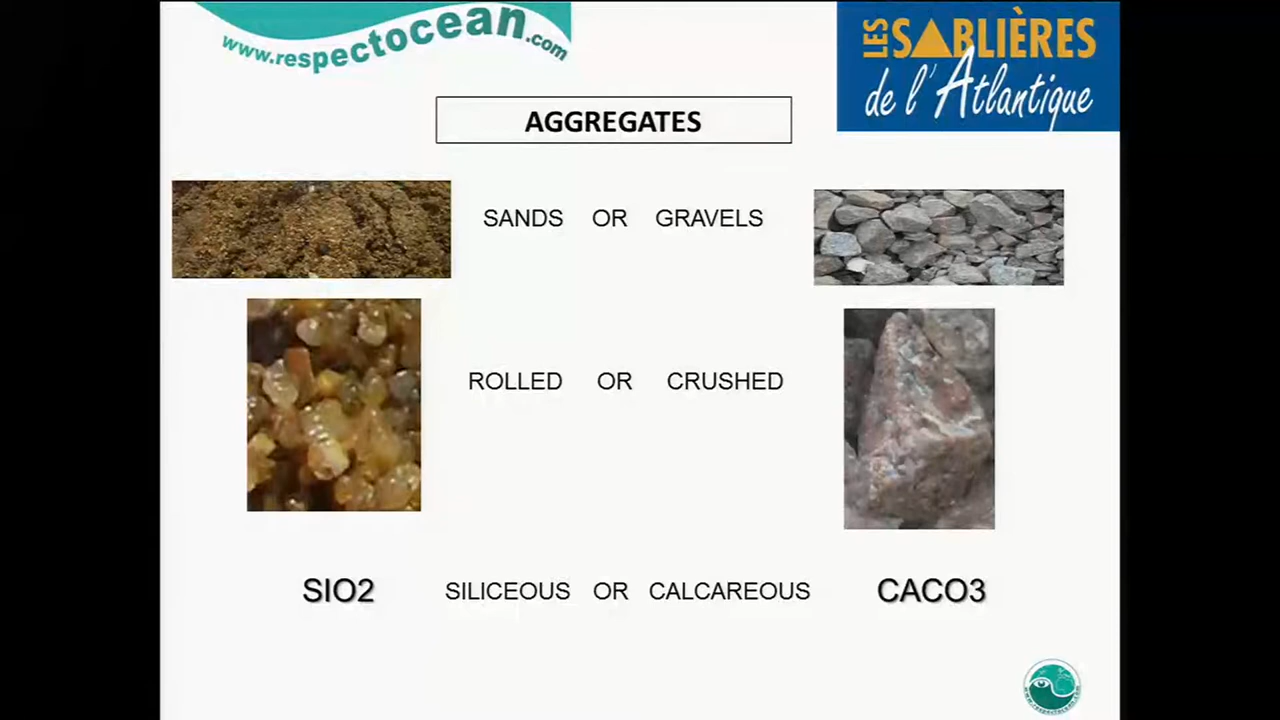 www.respectocean.com
LES SABLIÈRES
de l'Atlantique
AGGREGATES
SANDS OR GRAVELS
ROLLED OR CRUSHED
SIO2 SILICEOUS OR CALCAREOUS CACO3